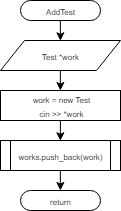 AddTest
Test *work
work = new Test
cin >> *work
works.push_back(work)
return